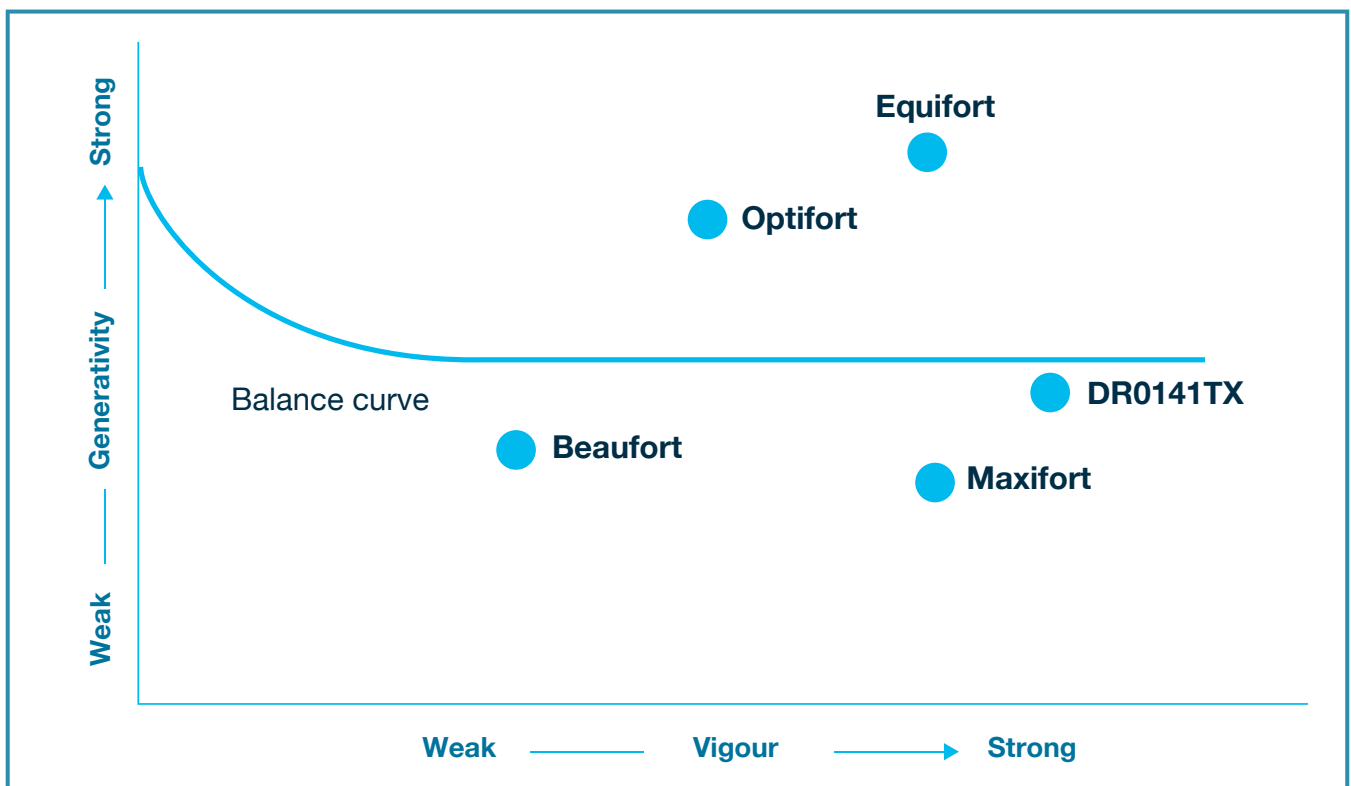 Strong
Generativity
Weak
Equifort
Optifort
Balance curve
DR0141TX
Beaufort
Maxifort
Weak
Vigour
Strong